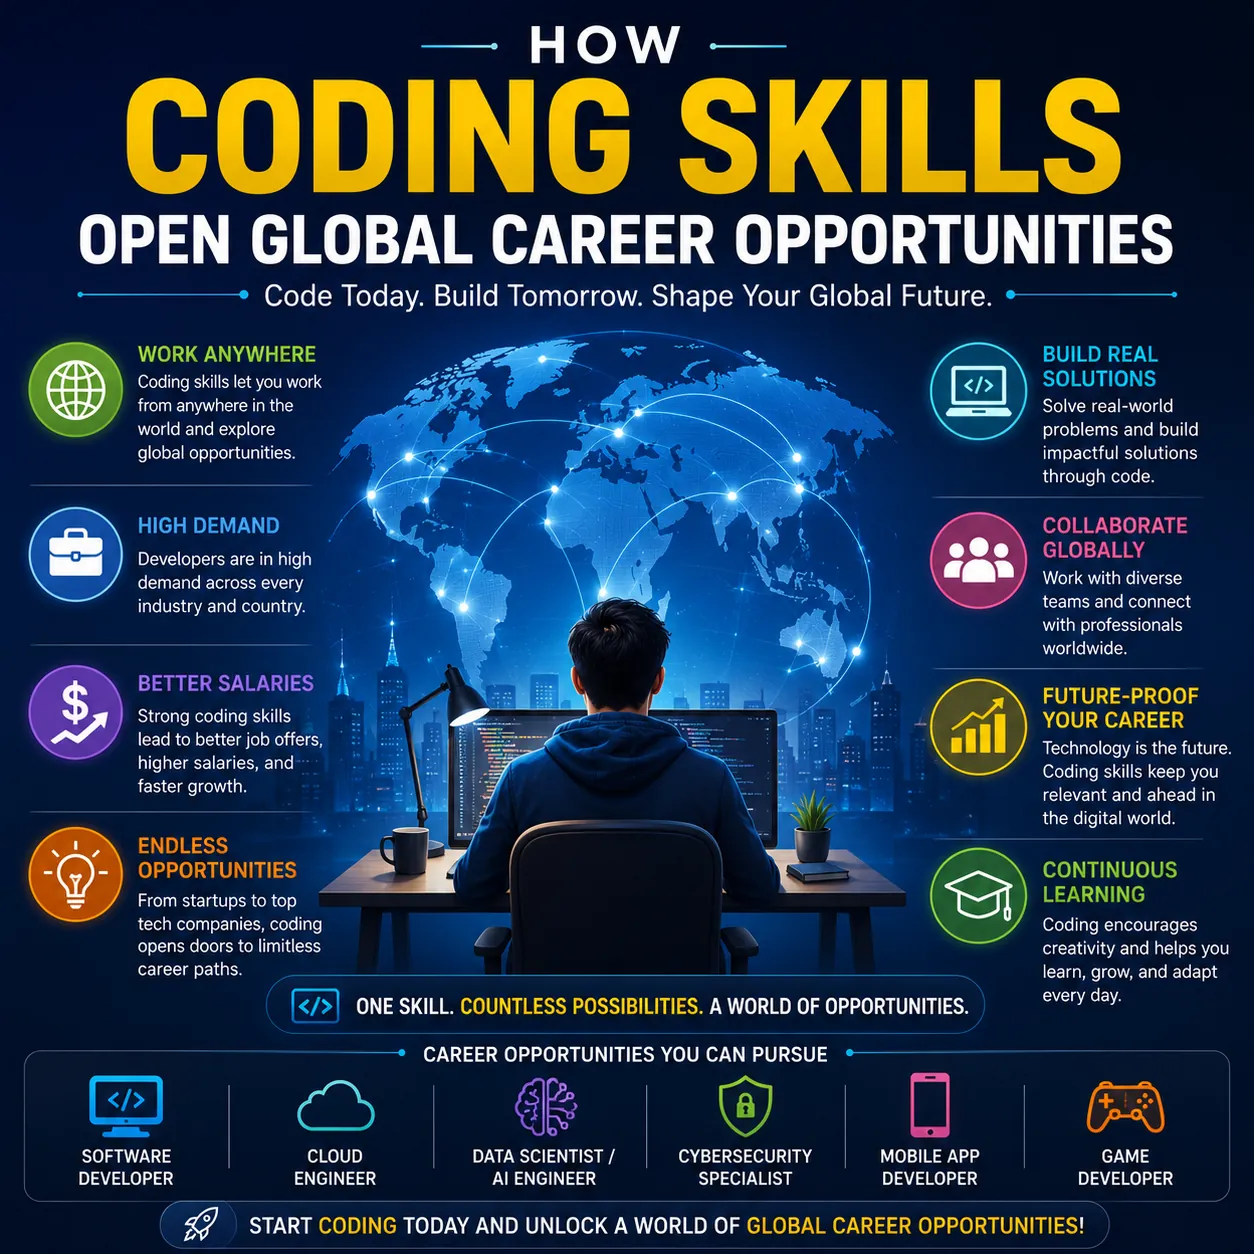 HOW
CODING SKILLS
OPEN GLOBAL CAREER OPPORTUNITIES
Code Today. Build Tomorrow. Shape Your Global Future.
WORK ANYWHERE
Coding skills let you work
from anywhere in the
world and explore
global opportunities.
HIGH DEMAND
Developers are in high
demand across every
industry and country.
BETTER SALARIES
$
Strong coding skills
lead to better job offers,
higher salaries, and
faster growth.
ENDLESS
OPPORTUNITIES
From startups to top
tech companies, coding
opens doors to limitless
career paths.
BUILD REAL
SOLUTIONS
</>
Solve real-world
problems and build
impactful solutions
through code.
COLLABORATE
GLOBALLY
Work with diverse
teams and connect
with professionals
worldwide.
FUTURE-PROOF
YOUR CAREER
Technology is the future.
Coding skills keep you
relevant and ahead in
the digital world.
CONTINUOUS
LEARNING
Coding encourages
creativity and helps you
learn, grow, and adapt
every day.
</> ONE SKILL. COUNTLESS POSSIBILITIES. A WORLD OF OPPORTUNITIES.
CAREER OPPORTUNITIES YOU CAN PURSUE
</>
SOFTWARE
DEVELOPER
CLOUD
ENGINEER
DATA SCIENTIST /
AI ENGINEER
CYBERSECURITY
SPECIALIST
MOBILE APP
DEVELOPER
GAME
DEVELOPER
START CODING TODAY AND UNLOCK A WORLD OF GLOBAL CAREER OPPORTUNITIES!